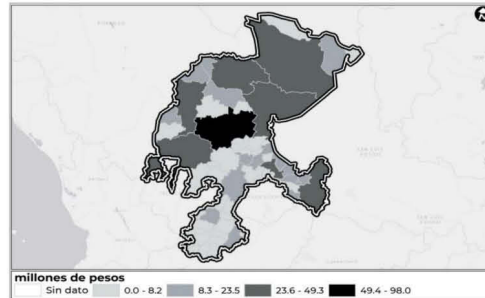 millones de pesos
Sin dato 0.0 - 8.2 8.3 - 23.5 23.6 - 49.3 49.4 - 98.0